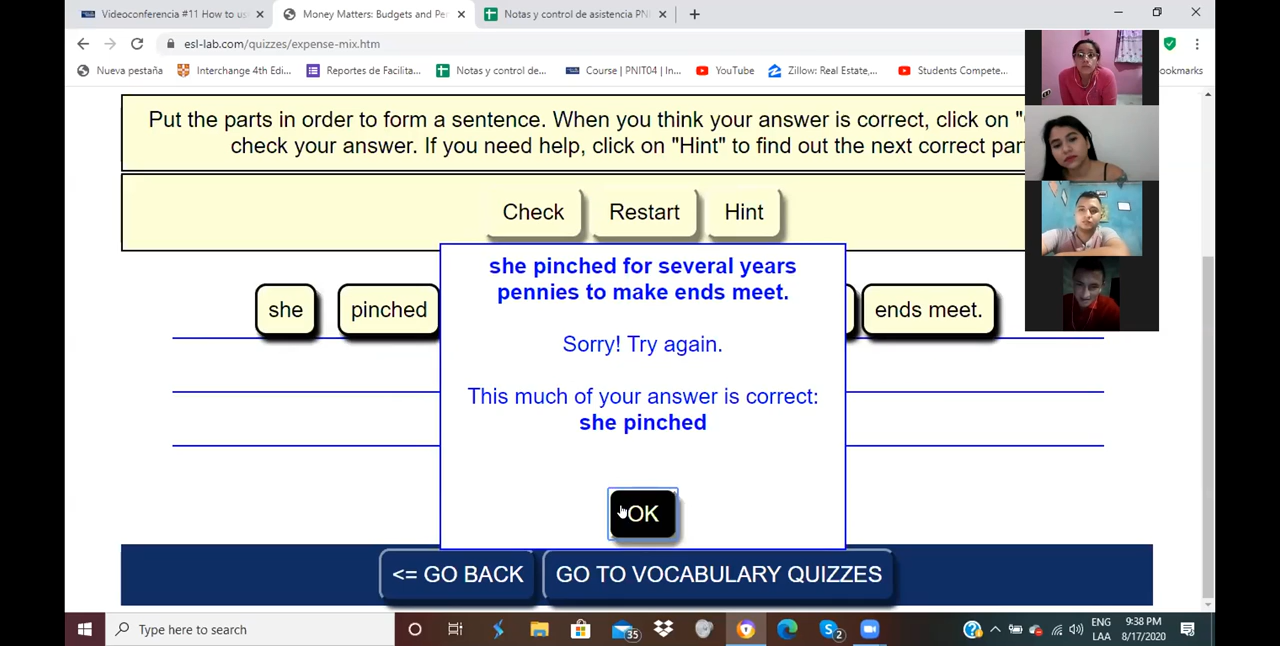 Videoconferencia #11 How to us
Money Matters: Budgets and Per
Notas y control de asistencia PNI
esl-lab.com/quizzes/expense-mix.htm
Nueva pestaña
Interchange 4th Edi...
Reportes de Facilita...
Notas y control de...
Course | PNIT04 | In...
YouTube
Zillow: Real Estate,...
Students Compete...
ookmarks
Put the parts in order to form a sentence. When you think your answer is correct, click on "
check your answer. If you need help, click on "Hint" to find out the next correct par
Check
Restart
Hint
she pinched for several years
pennies to make ends meet.
she
pinched
ends meet.
Sorry! Try again.
This much of your answer is correct:
she pinched
OK
<= GO BACK
GO TO VOCABULARY QUIZZES
Type here to search
35
2
ENG
LAA
9:38 PM
8/17/2020